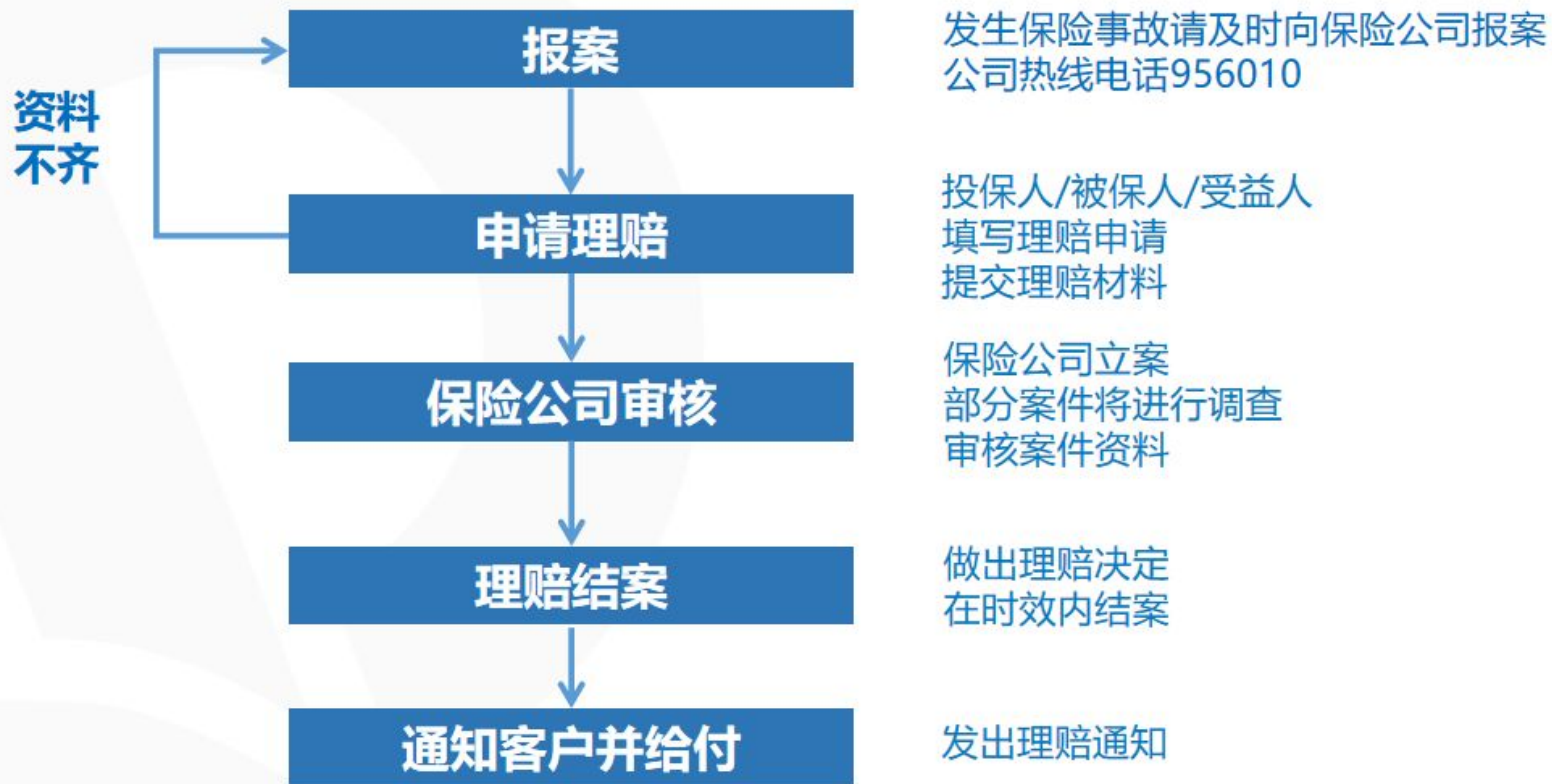 报案
发生保险事故请及时向保险公司报案
公司热线电话956010
资料
不齐
申请理赔
投保人/被保人/受益人
填写理赔申请
提交理赔材料
保险公司审核
保险公司立案
部分案件将进行调查
审核案件资料
理赔结案
做出理赔决定
在时效内结案
通知客户并给付
发出理赔通知